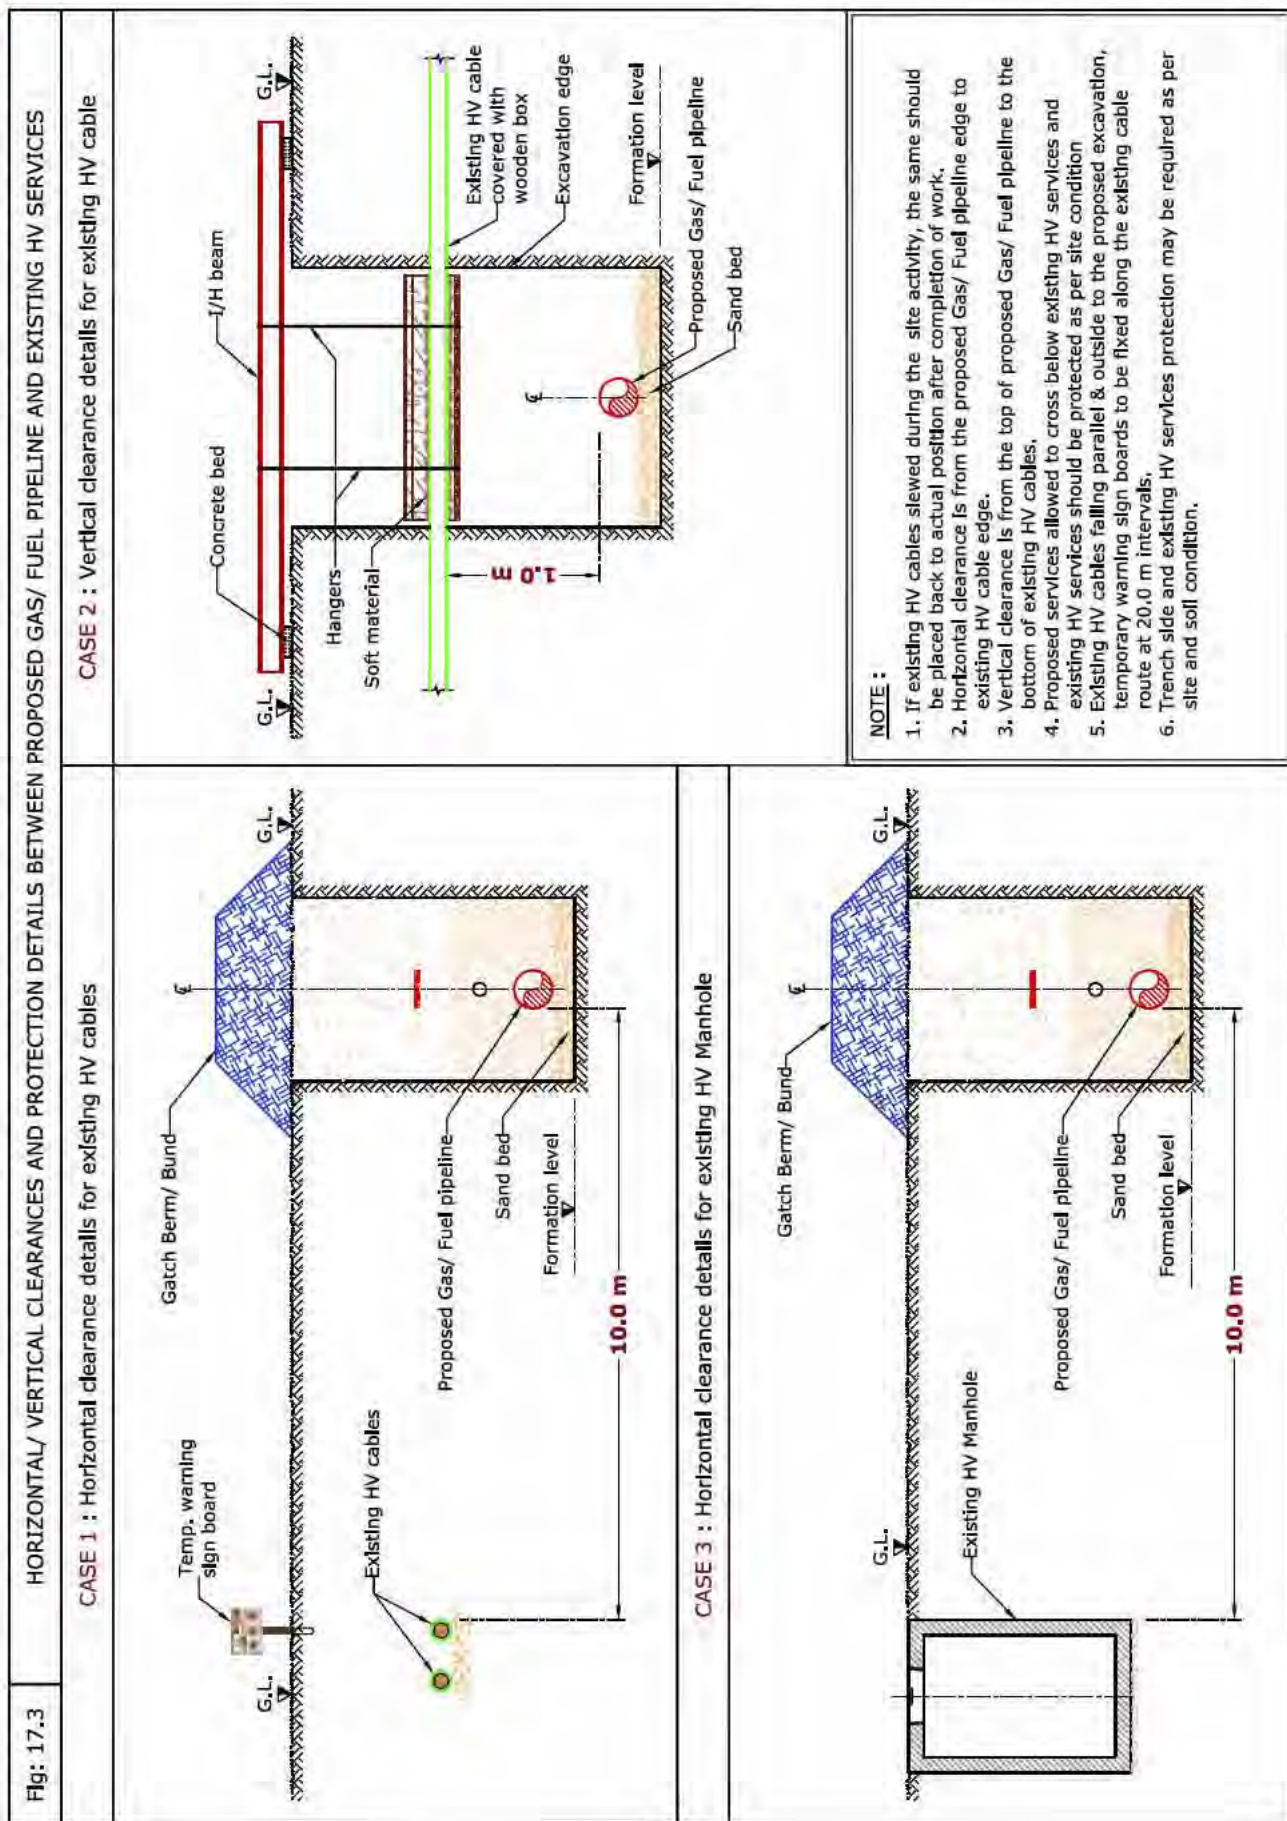 Fig: 17.3
HORIZONTAL/ VERTICAL CLEARANCES AND PROTECTION DETAILS BETWEEN PROPOSED GAS/ FUEL PIPELINE AND EXISTING HV SERVICES
CASE 1 : Horizontal clearance details for existing HV cables
Temp. warning
sign board
G.L.
Existing HV cables
Gatch Berm/ Bund
℄
G.L.
Proposed Gas/ Fuel pipeline
Sand bed
Formation level
10.0 m
CASE 2 : Vertical clearance details for existing HV cable
Concrete bed
I/H beam
G.L.
G.L.
Hangers
Soft material
Existing HV cable
covered with
wooden box
Excavation edge
1.0 m
℄
Formation level
Proposed Gas/ Fuel pipeline
Sand bed
CASE 3 : Horizontal clearance details for existing HV Manhole
G.L.
Existing HV Manhole
Gatch Berm/ Bund
℄
G.L.
Proposed Gas/ Fuel pipeline
Sand bed
Formation level
10.0 m
NOTE :
1. If existing HV cables slewed during the site activity, the same should
be placed back to actual position after completion of work.
2. Horizontal clearance is from the proposed Gas/ Fuel pipeline edge to
existing HV cable edge.
3. Vertical clearance is from the top of proposed Gas/ Fuel pipeline to the
bottom of existing HV cables.
4. Proposed services allowed to cross below existing HV services and
existing HV services should be protected as per site condition
5. Existing HV cables falling parallel & outside to the proposed excavation,
temporary warning sign boards to be fixed along the existing cable
route at 20.0 m intervals.
6. Trench side and existing HV services protection may be required as per
site and soil condition.